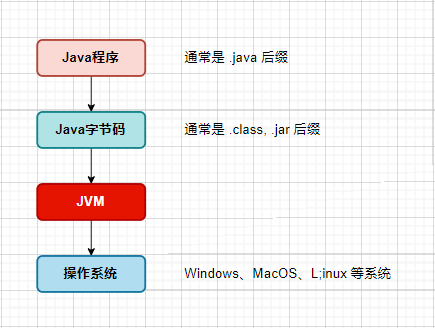 Java程序 通常是 .java 后缀
Java字节码 通常是 .class, .jar 后缀
JVM
操作系统 Windows、MacOS、L;inux 等系统